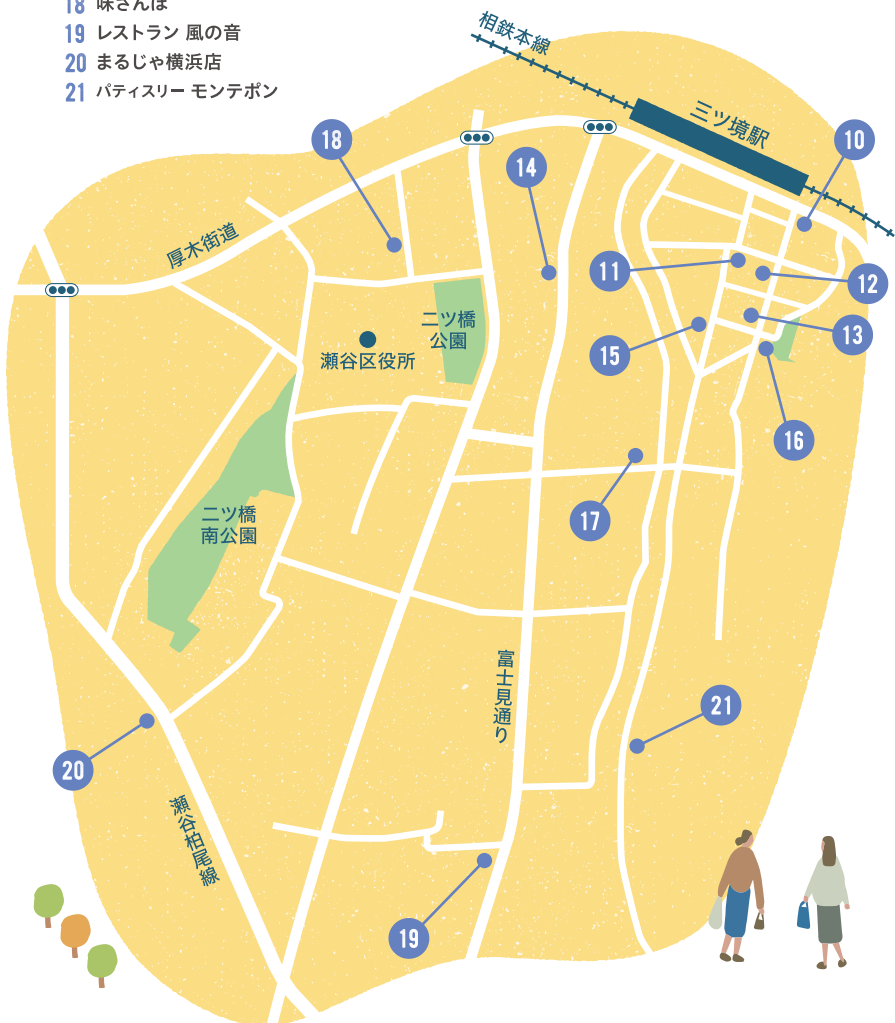 18 味さんぽ
19 レストラン 風の音
20 まるじゃ横浜店
21 パティスリー モンテポン
相鉄本線
三ツ境駅
18
14
10
厚木街道
11
12
二ツ橋
公園
13
瀬谷区役所
15
16
二ツ橋
南公園
17
富士見通り
21
20
瀬谷柏尾線
19